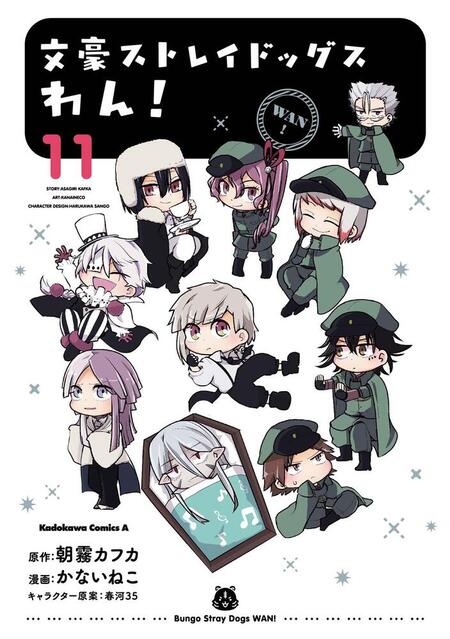 文豪ストレイドッグス
わん!
WAN!
11
STORY:ASAGIRI KAFKA
ART:KANAINECO
CHARACTER DESIGN:HARUKAWA SANGO
Kadokawa Comics A
原作:朝霧カフカ
漫画:かないねこ
キャラクター原案:春河35
Bungo Stray Dogs WAN!